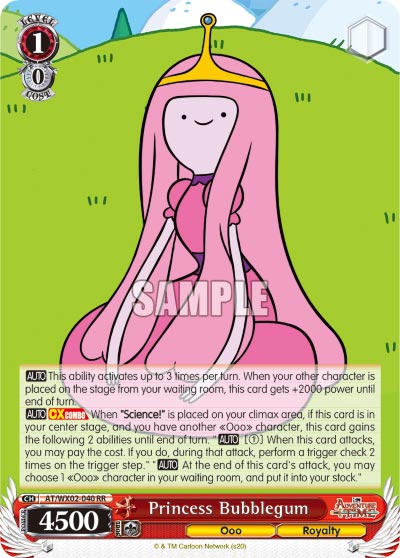 LEVEL
1
0
COST
SAMPLE
AUTO This ability activates up to 3 times per turn. When your other character is
placed on the stage from your waiting room, this card gets +2000 power until
end of turn.
AUTO CXCOMBO When "Science!" is placed on your climax area, if this card is in
your center stage, and you have another «Ooo» character, this card gains
the following 2 abilities until end of turn. "AUTO [①] When this card attacks,
you may pay the cost. If you do, during that attack, perform a trigger check 2
times on the trigger step." "AUTO At the end of this card's attack, you may
choose 1 «Ooo» character in your waiting room, and put it into your stock."
CH AT/WX02-040 RR
Princess Bubblegum
ADVENTURE TIME
POWER 4500
Ooo
Royalty
© & TM Cartoon Network (s20)